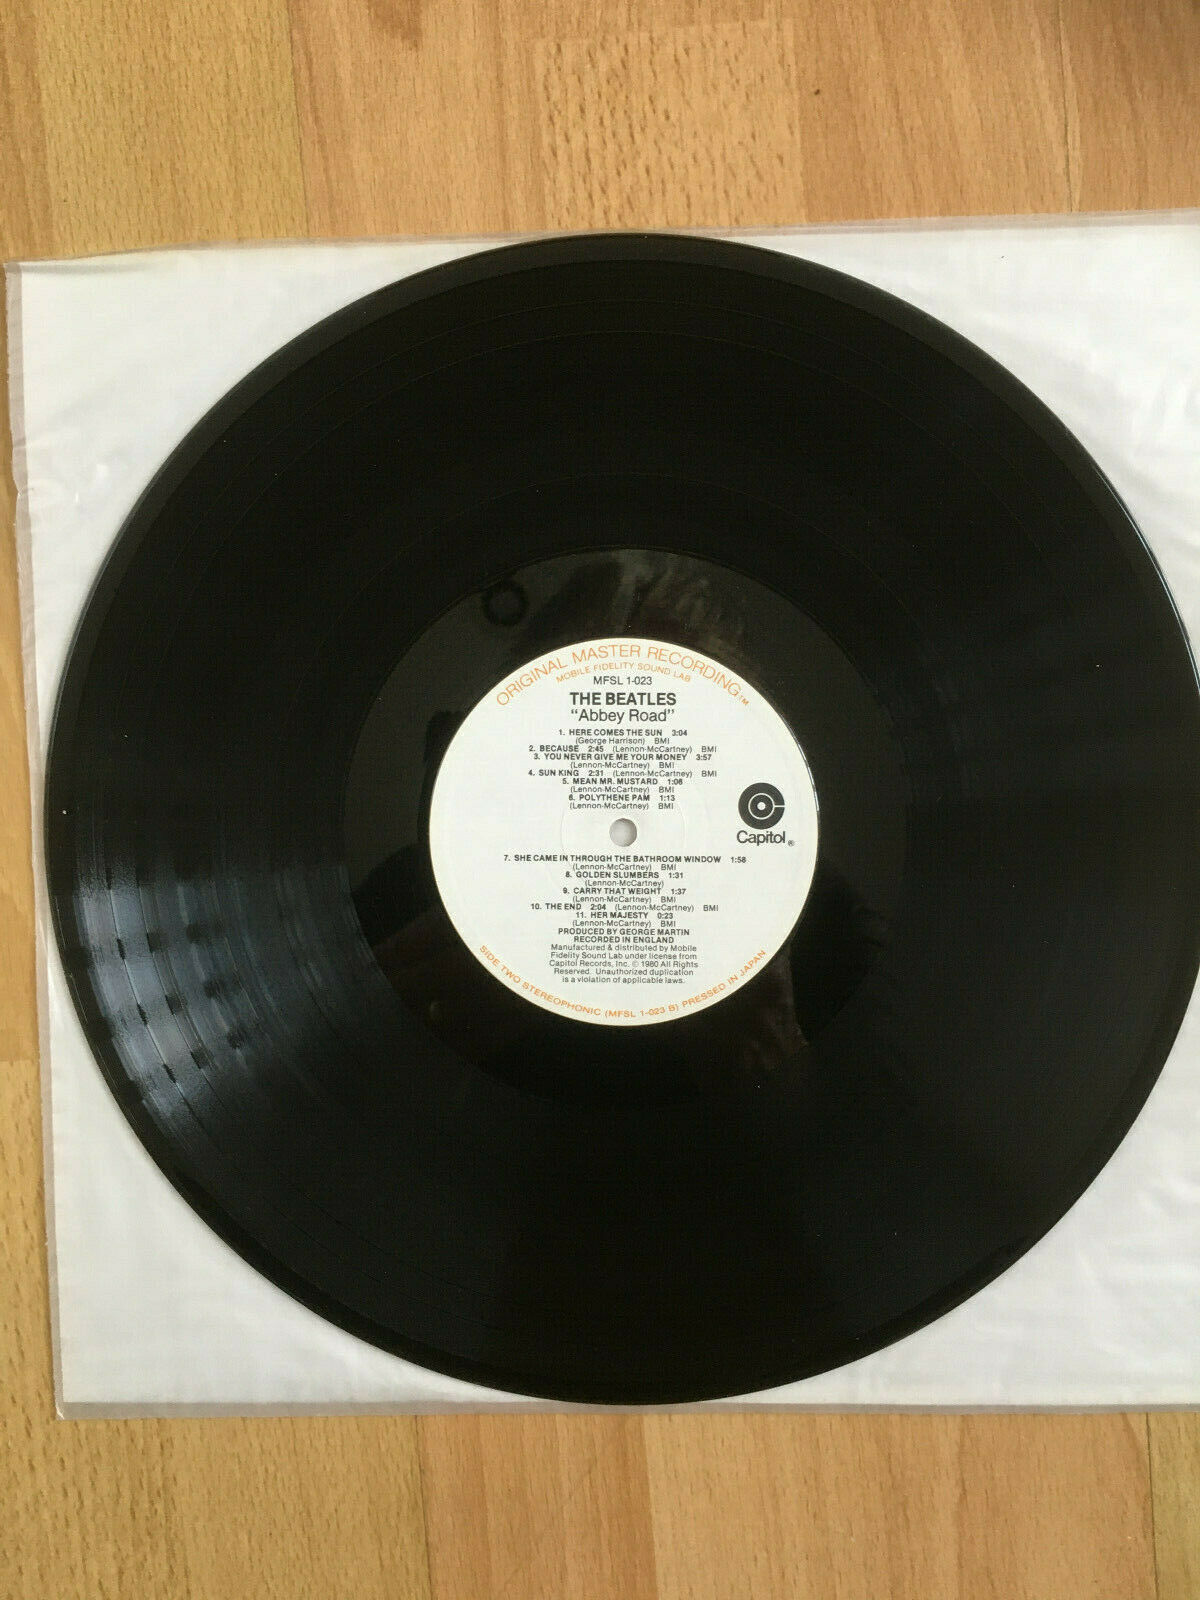 ORIGINAL MASTER RECORDING™
MOBILE FIDELITY SOUND LAB
MFSL 1-023
THE BEATLES
"Abbey Road"
1. HERE COMES THE SUN 3:04
(George Harrison) BMI
2. BECAUSE 2:45 (Lennon-McCartney) BMI
3. YOU NEVER GIVE ME YOUR MONEY 3:57
(Lennon-McCartney) BMI
4. SUN KING 2:31 (Lennon-McCartney) BMI
5. MEAN MR. MUSTARD 1:06
(Lennon-McCartney) BMI
6. POLYTHENE PAM 1:13
(Lennon-McCartney) BMI
Capitol®
7. SHE CAME IN THROUGH THE BATHROOM WINDOW 1:58
(Lennon-McCartney) BMI
8. GOLDEN SLUMBERS 1:31
(Lennon-McCartney)
9. CARRY THAT WEIGHT 1:37
(Lennon-McCartney) BMI
10. THE END 2:04 (Lennon-McCartney) BMI
11. HER MAJESTY 0:23
(Lennon-McCartney) BMI
PRODUCED BY GEORGE MARTIN
RECORDED IN ENGLAND
Manufactured & distributed by Mobile
Fidelity Sound Lab under license from
Capitol Records, Inc. © 1980 All Rights
Reserved. Unauthorized duplication
is a violation of applicable laws.
SIDE TWO STEREOPHONIC (MFSL 1-023 B) PRESSED IN JAPAN